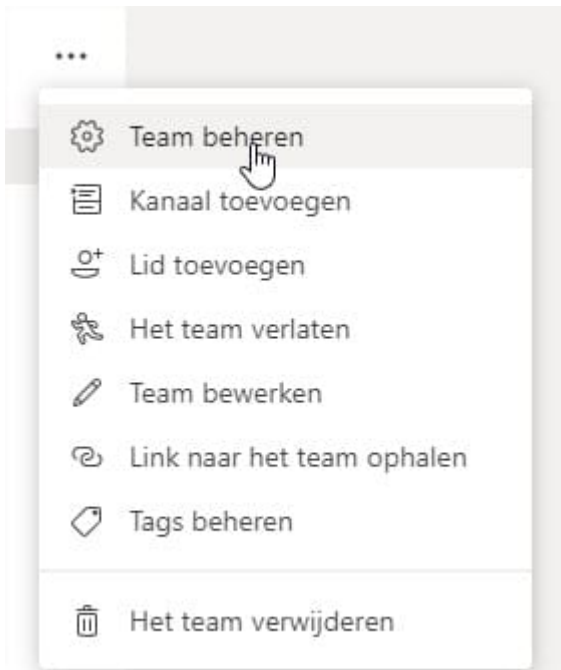 Team beheren
Kanaal toevoegen
Lid toevoegen
Het team verlaten
Team bewerken
Link naar het team ophalen
Tags beheren
Het team verwijderen